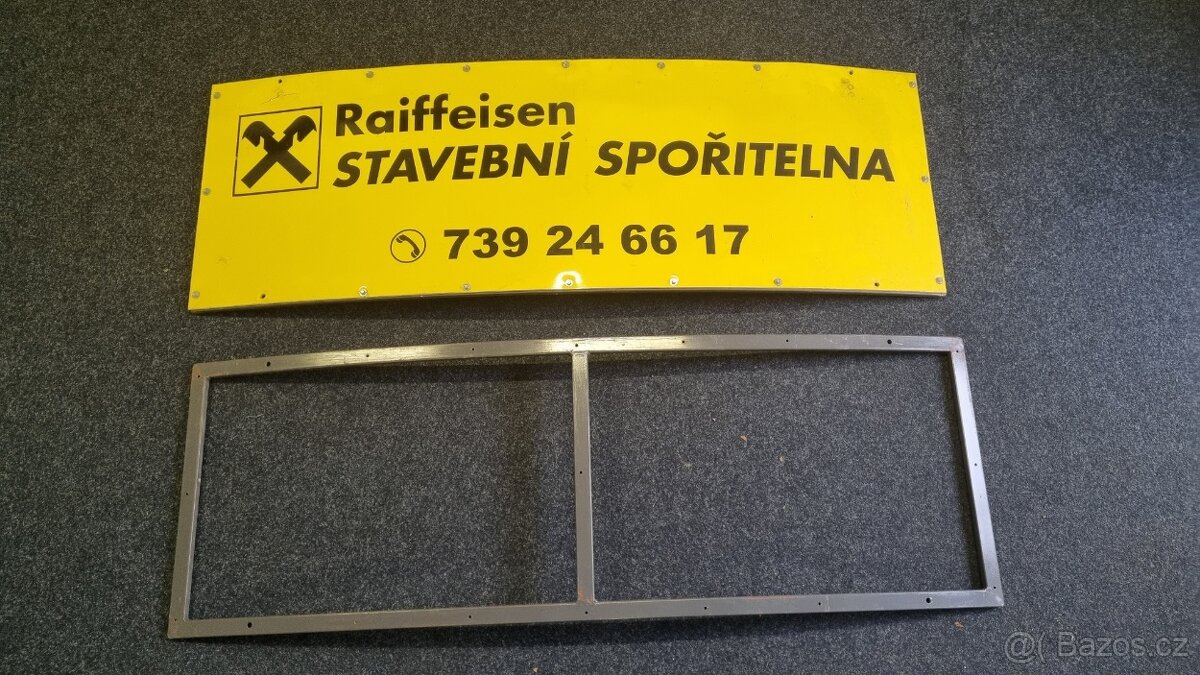 Raiffeisen
STAVEBNÍ SPOŘITELNA
739 24 66 17
@( Bazos.cz